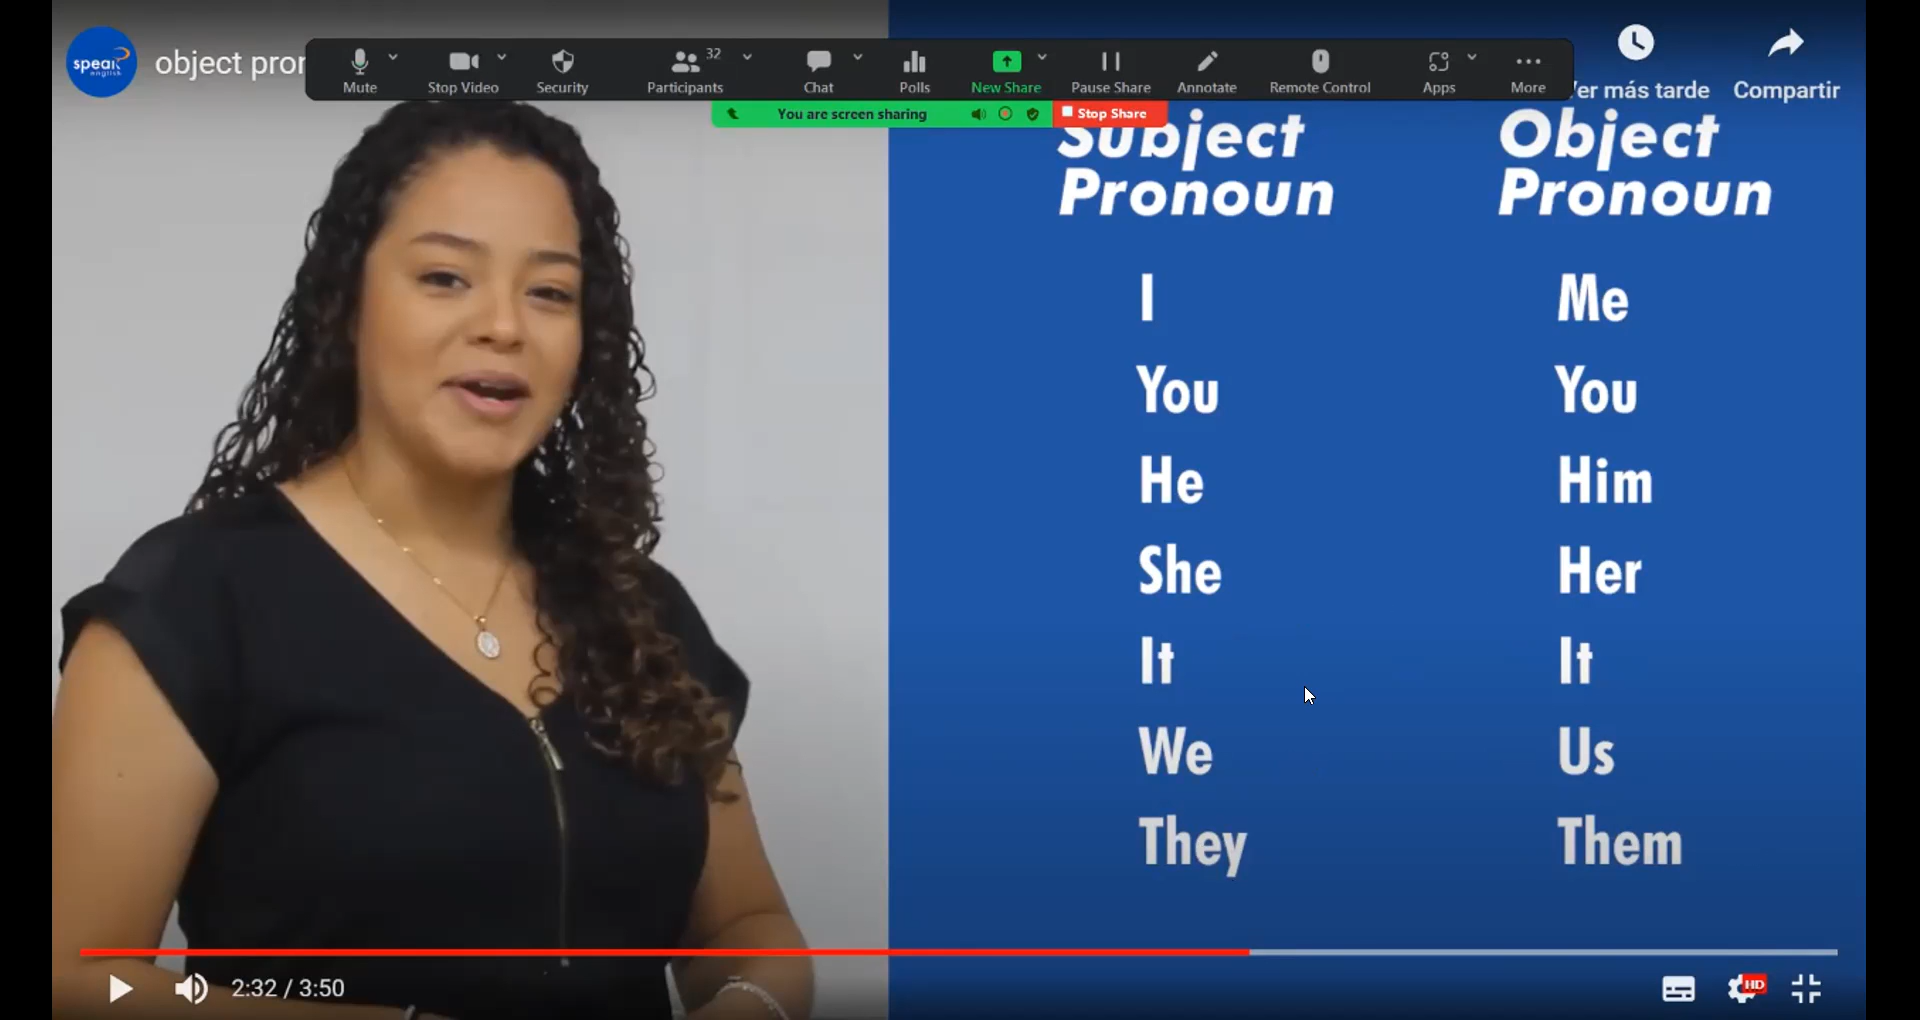 speak
english
object pror
32
Mute
Stop Video
Security
Participants
Chat
Polls
New Share
Pause Share
Annotate
Remote Control
Apps
More
er más tarde
Compartir
You are screen sharing
Stop Share
Subject
Pronoun
Object
Pronoun
I
Me
You
You
He
Him
She
Her
It
It
We
Us
They
Them
2:32 / 3:50
HD